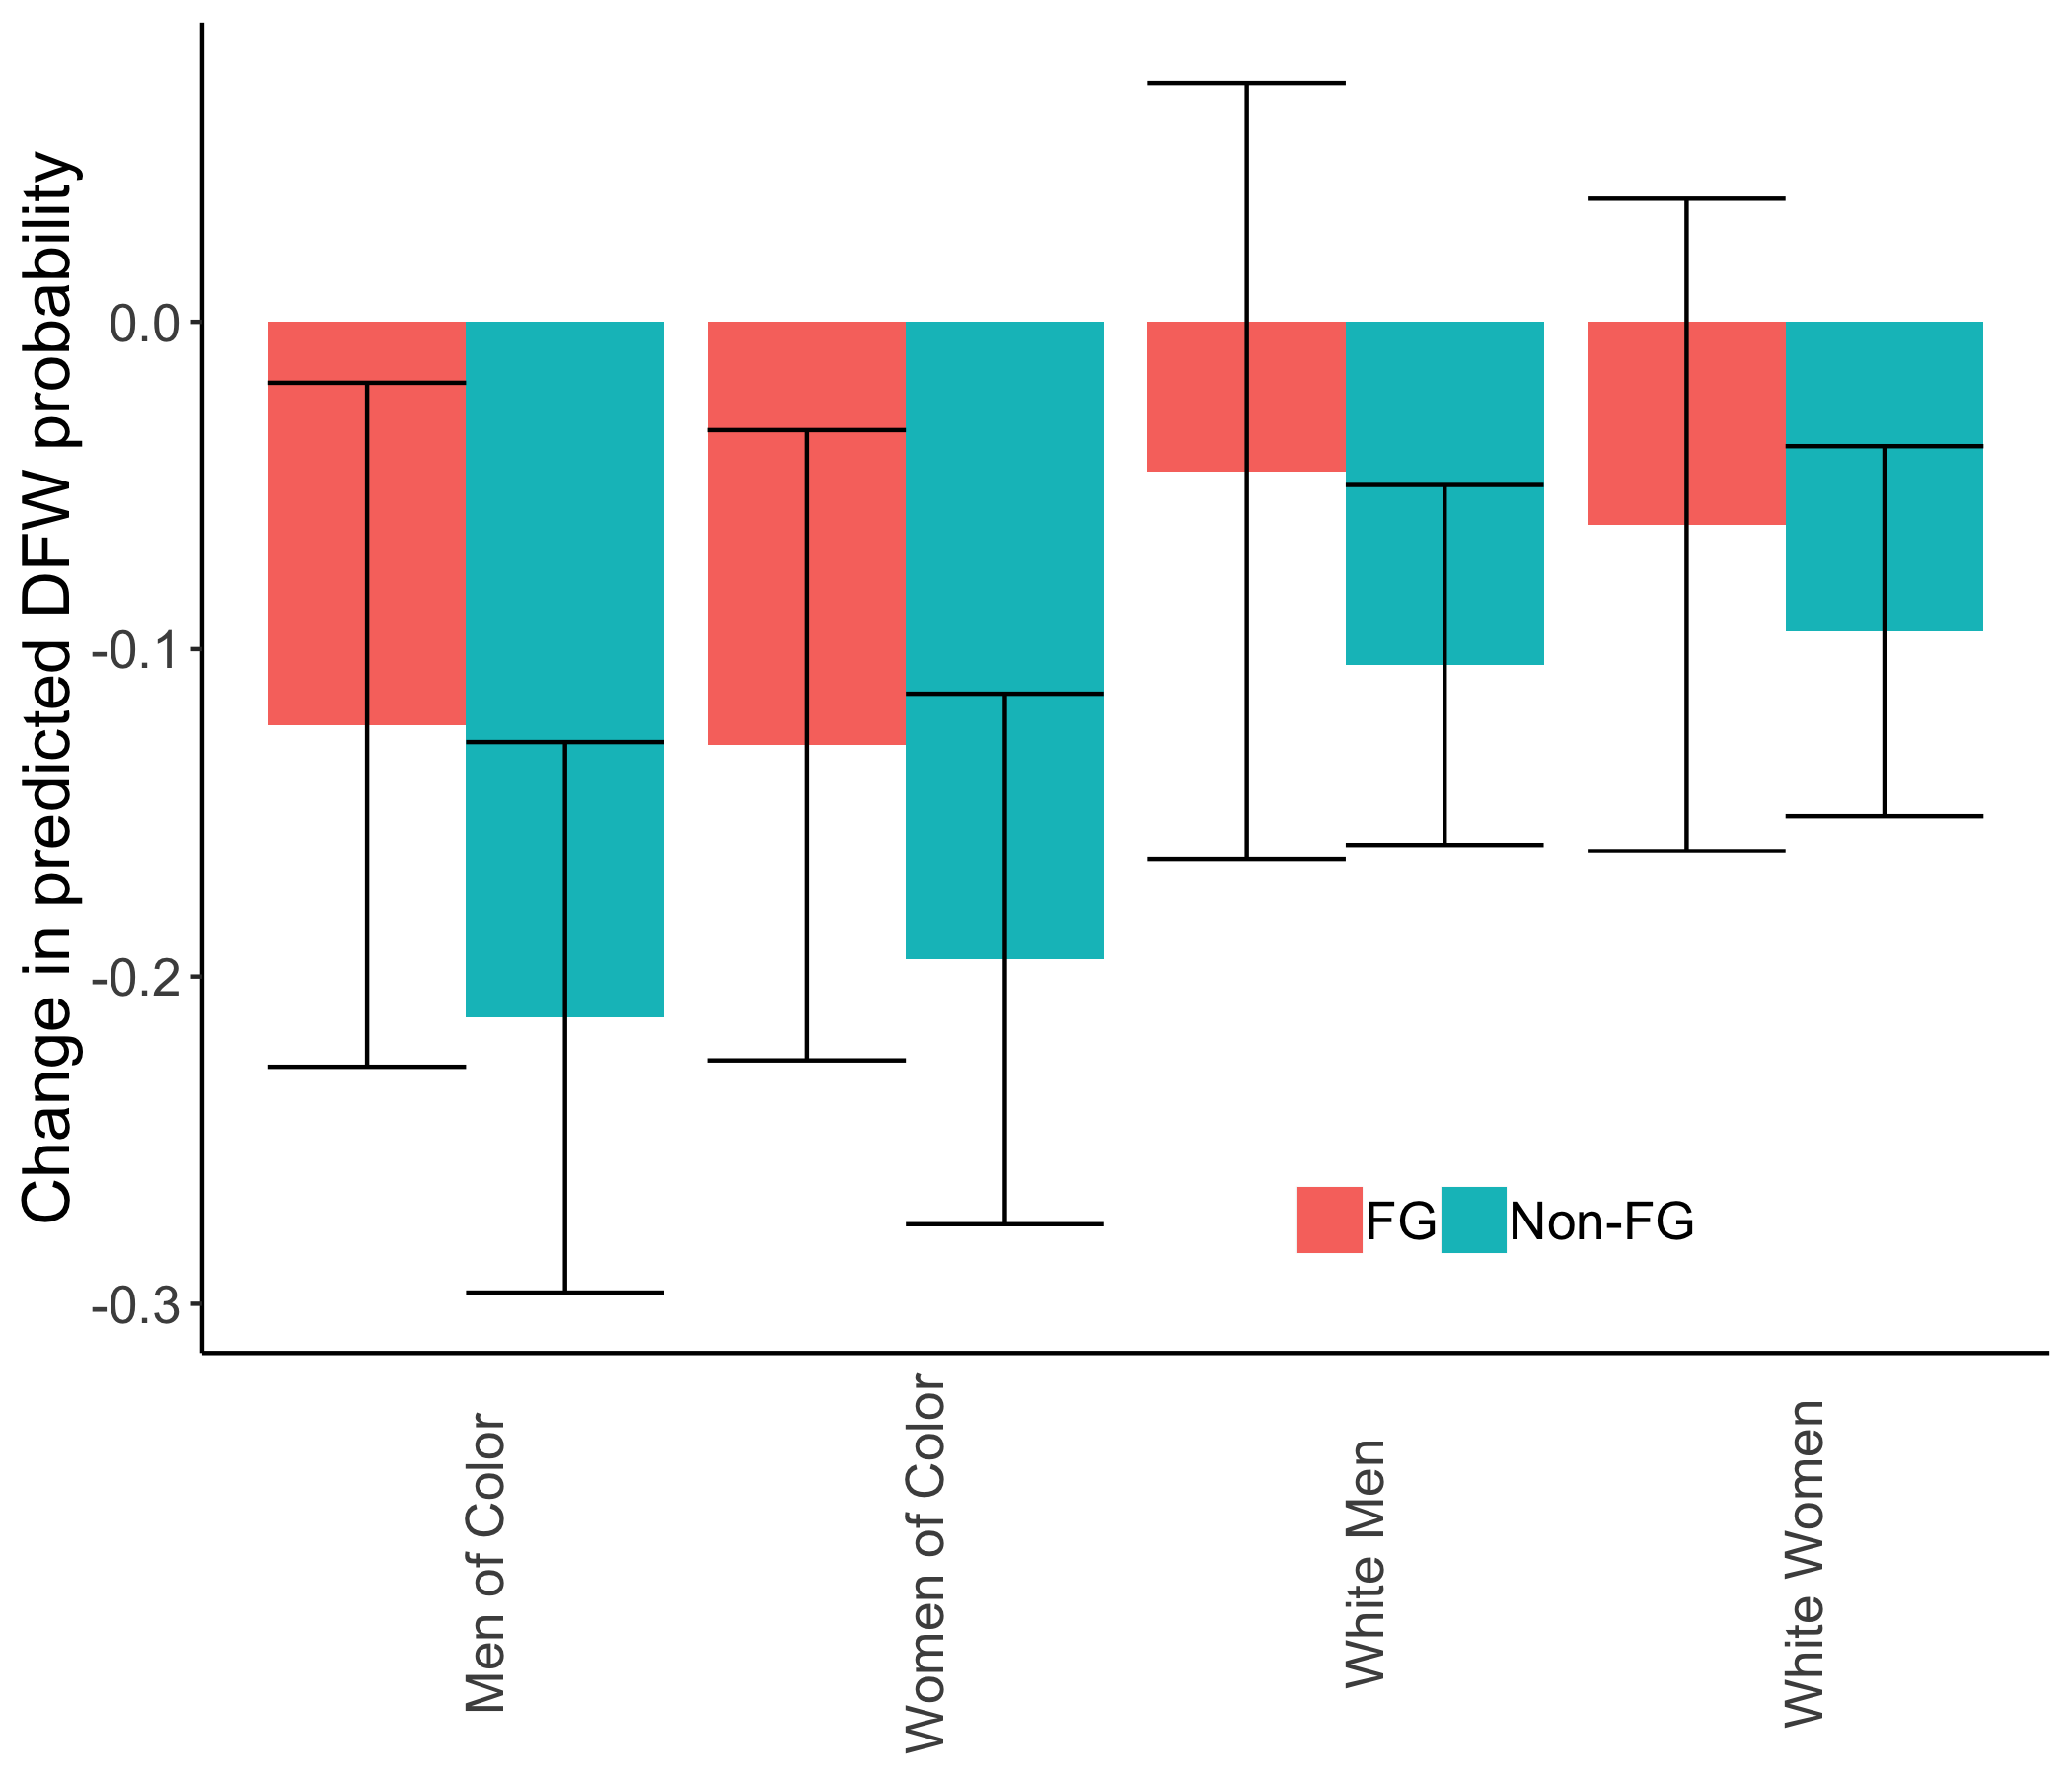 Change in predicted DFW probability
0.0
-0.1
-0.2
-0.3
FG
Non-FG
Men of Color
Women of Color
White Men
White Women